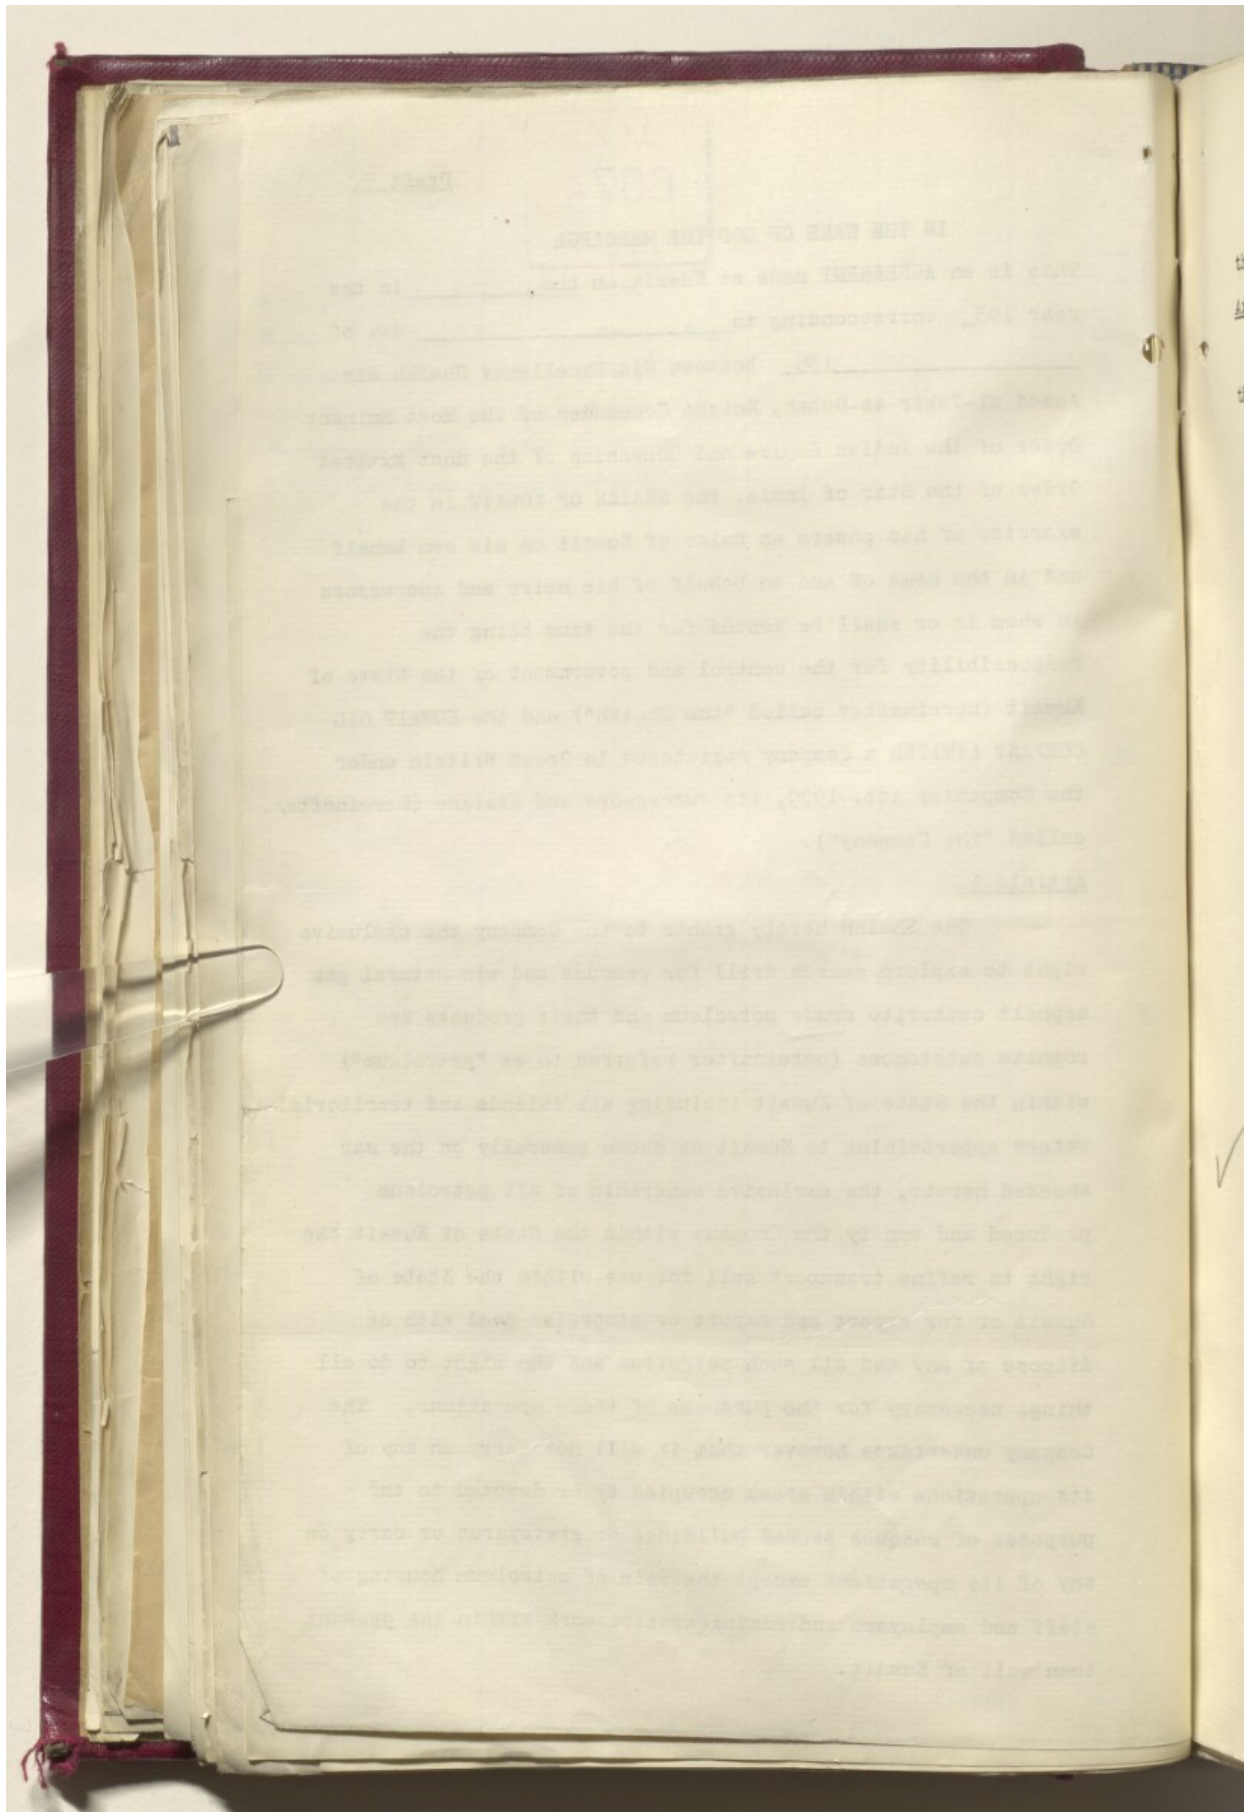 Draft
IN THE NAME OF GOD THE MERCIFUL
This is an AGREEMENT made at Kuwait on the in the
year 193_ corresponding to day of
193_ between His Excellency Shaikh Sir
Ahmad al-Jabir as-Subah, Knight Commander of the Most Eminent
Order of the Indian Empire and Companion of the Most Exalted
Order of the Star of India, the SHAIKH OF KUWAIT in the
exercise of his powers as Ruler of Kuwait on his own behalf
and in the name of and on behalf of his heirs and successors
in whom is or shall be vested for the time being the
responsibility for the control and government of the State of
Kuwait (hereinafter called "the Shaikh") and the KUWAIT OIL
COMPANY LIMITED a Company registered in Great Britain under
the Companies Act, 1929, its successors and assigns (hereinafter
called "the Company").
Article 1.
The Shaikh hereby grants to the Company the exclusive
right to explore search drill for produce and win natural gas
asphalt ozokerite crude petroleum and their products and
cognate substances (hereinafter referred to as "petroleum")
within the State of Kuwait including all islands and territorial
waters appertaining to Kuwait as shown generally on the map
annexed hereto, the exclusive ownership of all petroleum
produced and won by the Company within the State of Kuwait the
right to refine transport sell for use within the State of
Kuwait or for export and export or otherwise deal with or
dispose of any and all such petroleum and the right to do all
things necessary for the purposes of those operations. The
Company undertakes however that it will not carry on any of
its operations within areas occupied by or devoted to the
purposes of mosques sacred buildings or graveyards or carry on
any of its operations except the sale of petroleum housing of
staff and employees and administrative work within the present
town wall of Kuwait.